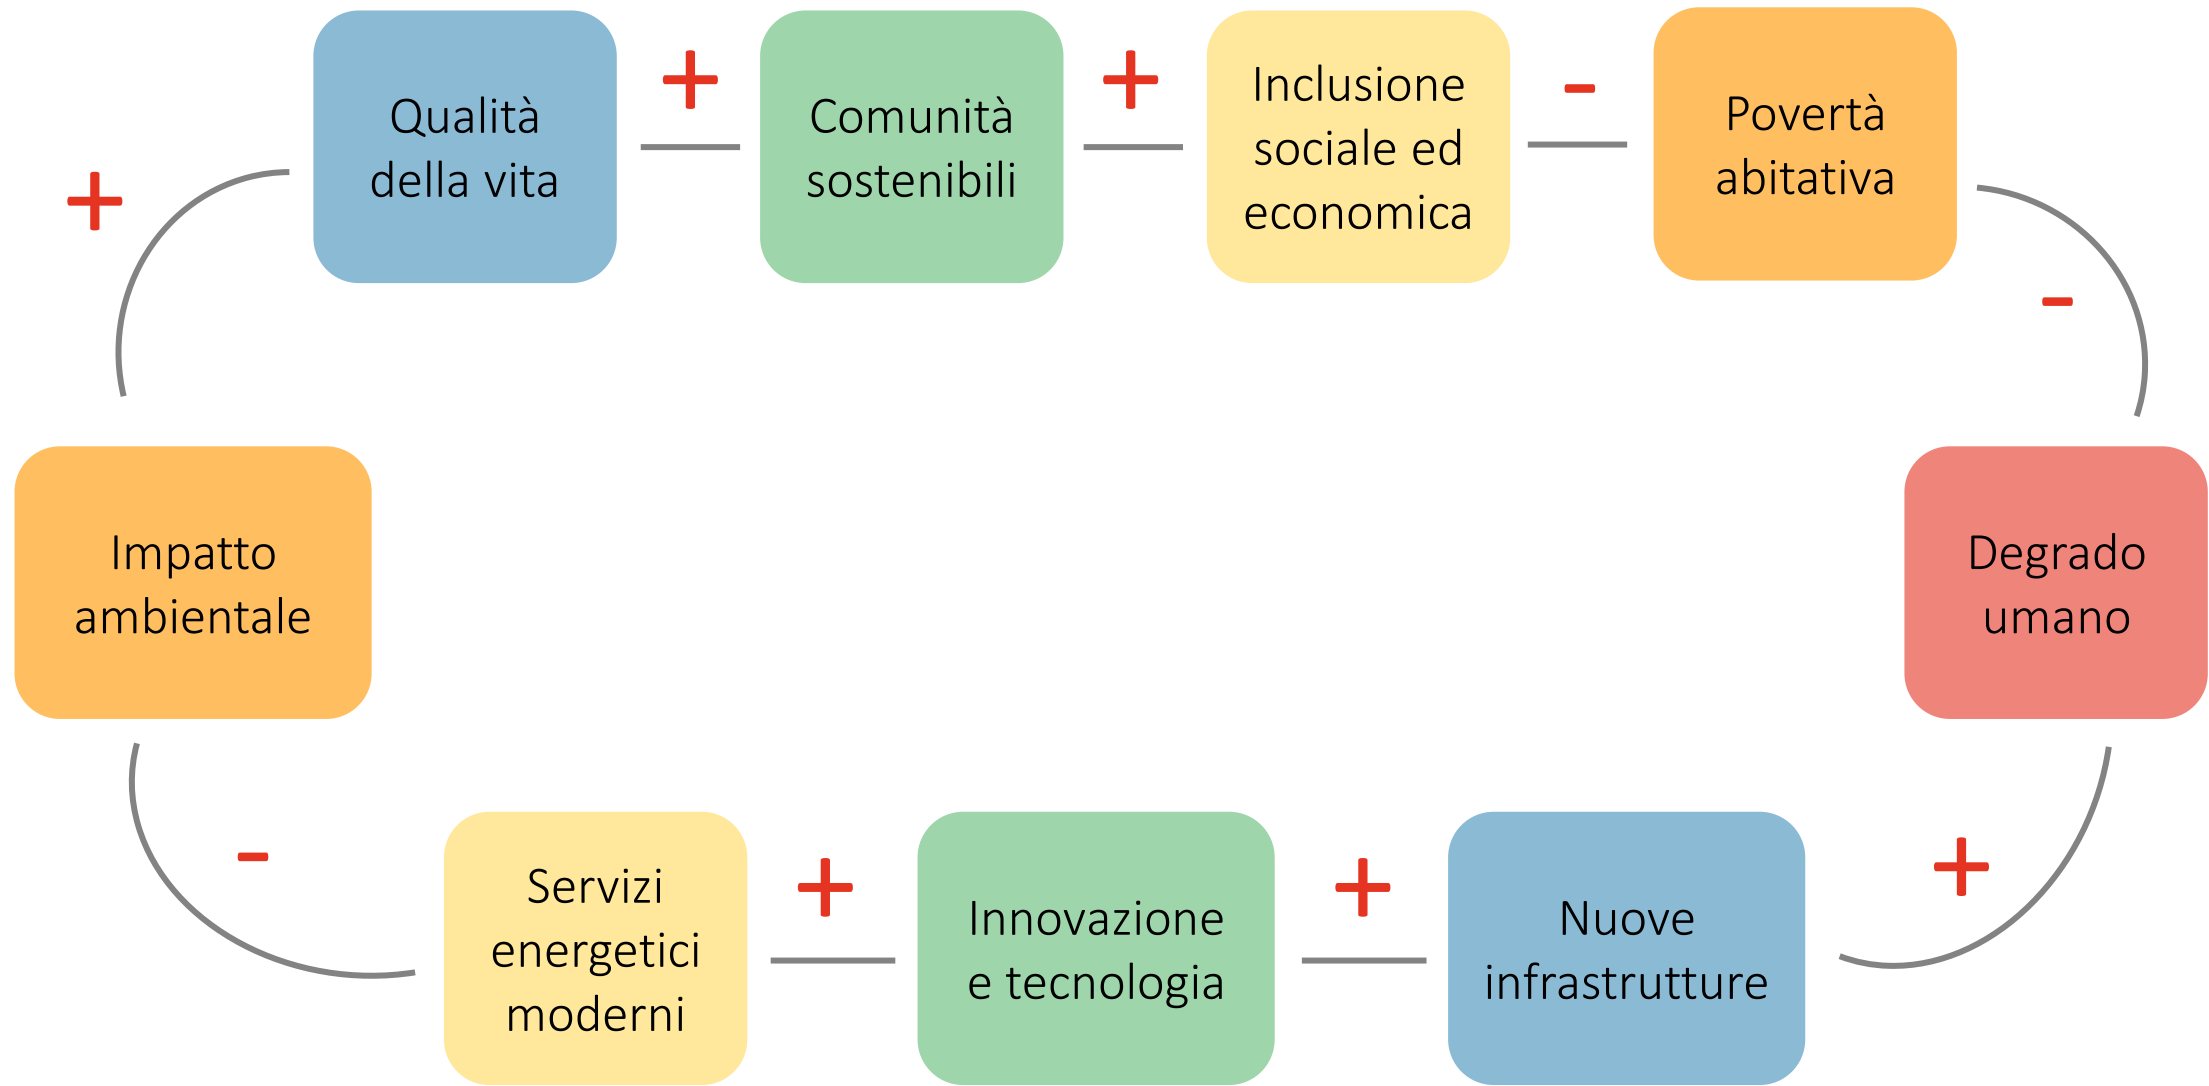 Qualità
della vita
+
Comunità
sostenibili
+
Inclusione
sociale ed
economica
-
Povertà
abitativa
-
Degrado
umano
+
Nuove
infrastrutture
+
Innovazione
e tecnologia
+
Servizi
energetici
moderni
-
Impatto
ambientale
+